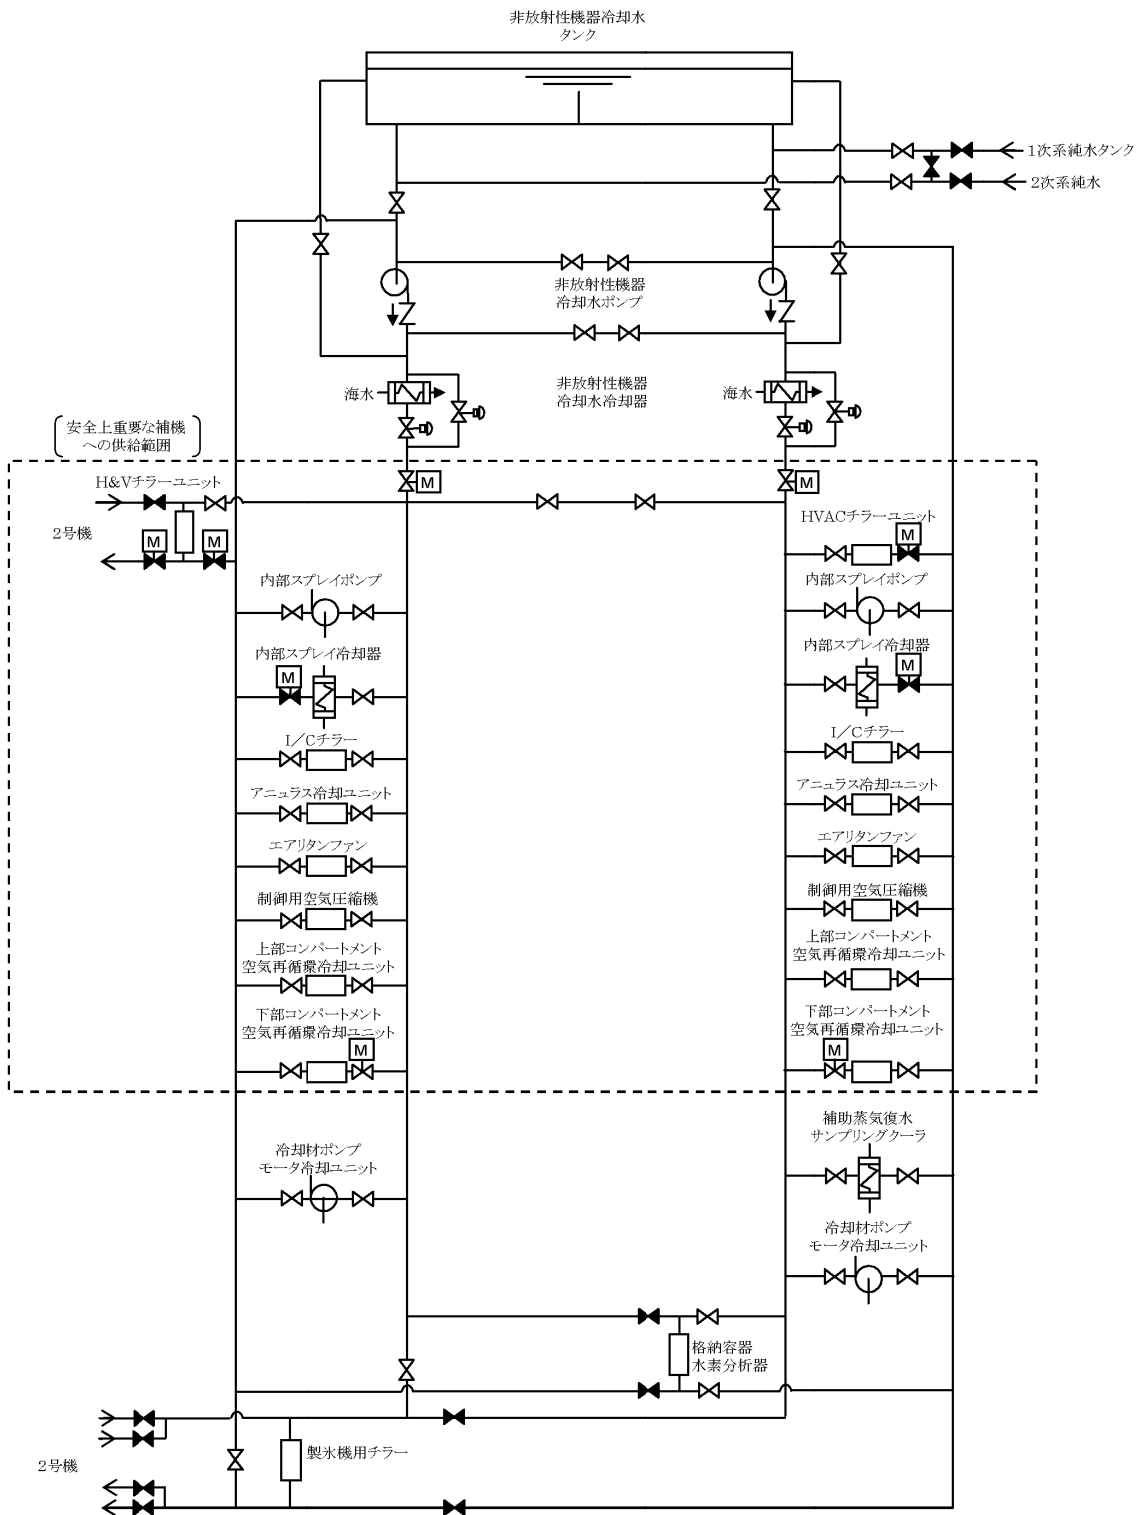 非放射性機器冷却水
タンク
1次系純水タンク
2次系純水
非放射性機器
冷却水ポンプ
海水
非放射性機器
冷却水冷却器
海水
安全上重要な補機
への供給範囲
M
M
H&Vチラーユニット
2号機
M
M
HVACチラーユニット
M
内部スプレイポンプ
内部スプレイポンプ
内部スプレイ冷却器
M
内部スプレイ冷却器
M
I/Cチラー
I/Cチラー
アニュラス冷却ユニット
アニュラス冷却ユニット
エアリタンファン
エアリタンファン
制御用空気圧縮機
制御用空気圧縮機
上部コンパートメント
空気再循環冷却ユニット
上部コンパートメント
空気再循環冷却ユニット
下部コンパートメント
空気再循環冷却ユニット
M
下部コンパートメント
空気再循環冷却ユニット
M
冷却材ポンプ
モータ冷却ユニット
補助蒸気復水
サンプリングクーラ
冷却材ポンプ
モータ冷却ユニット
格納容器
水素分析器
2号機
製氷機用チラー